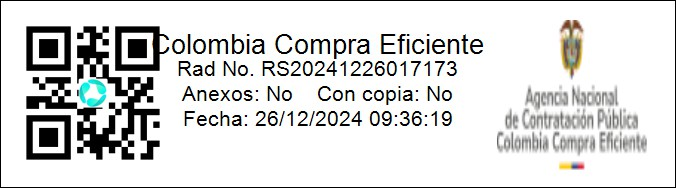 Colombia Compra Eficiente
Rad No. RS20241226017173
Anexos: No    Con copia: No
Fecha: 26/12/2024 09:36:19
Agencia Nacional
de Contratación Pública
Colombia Compra Eficiente